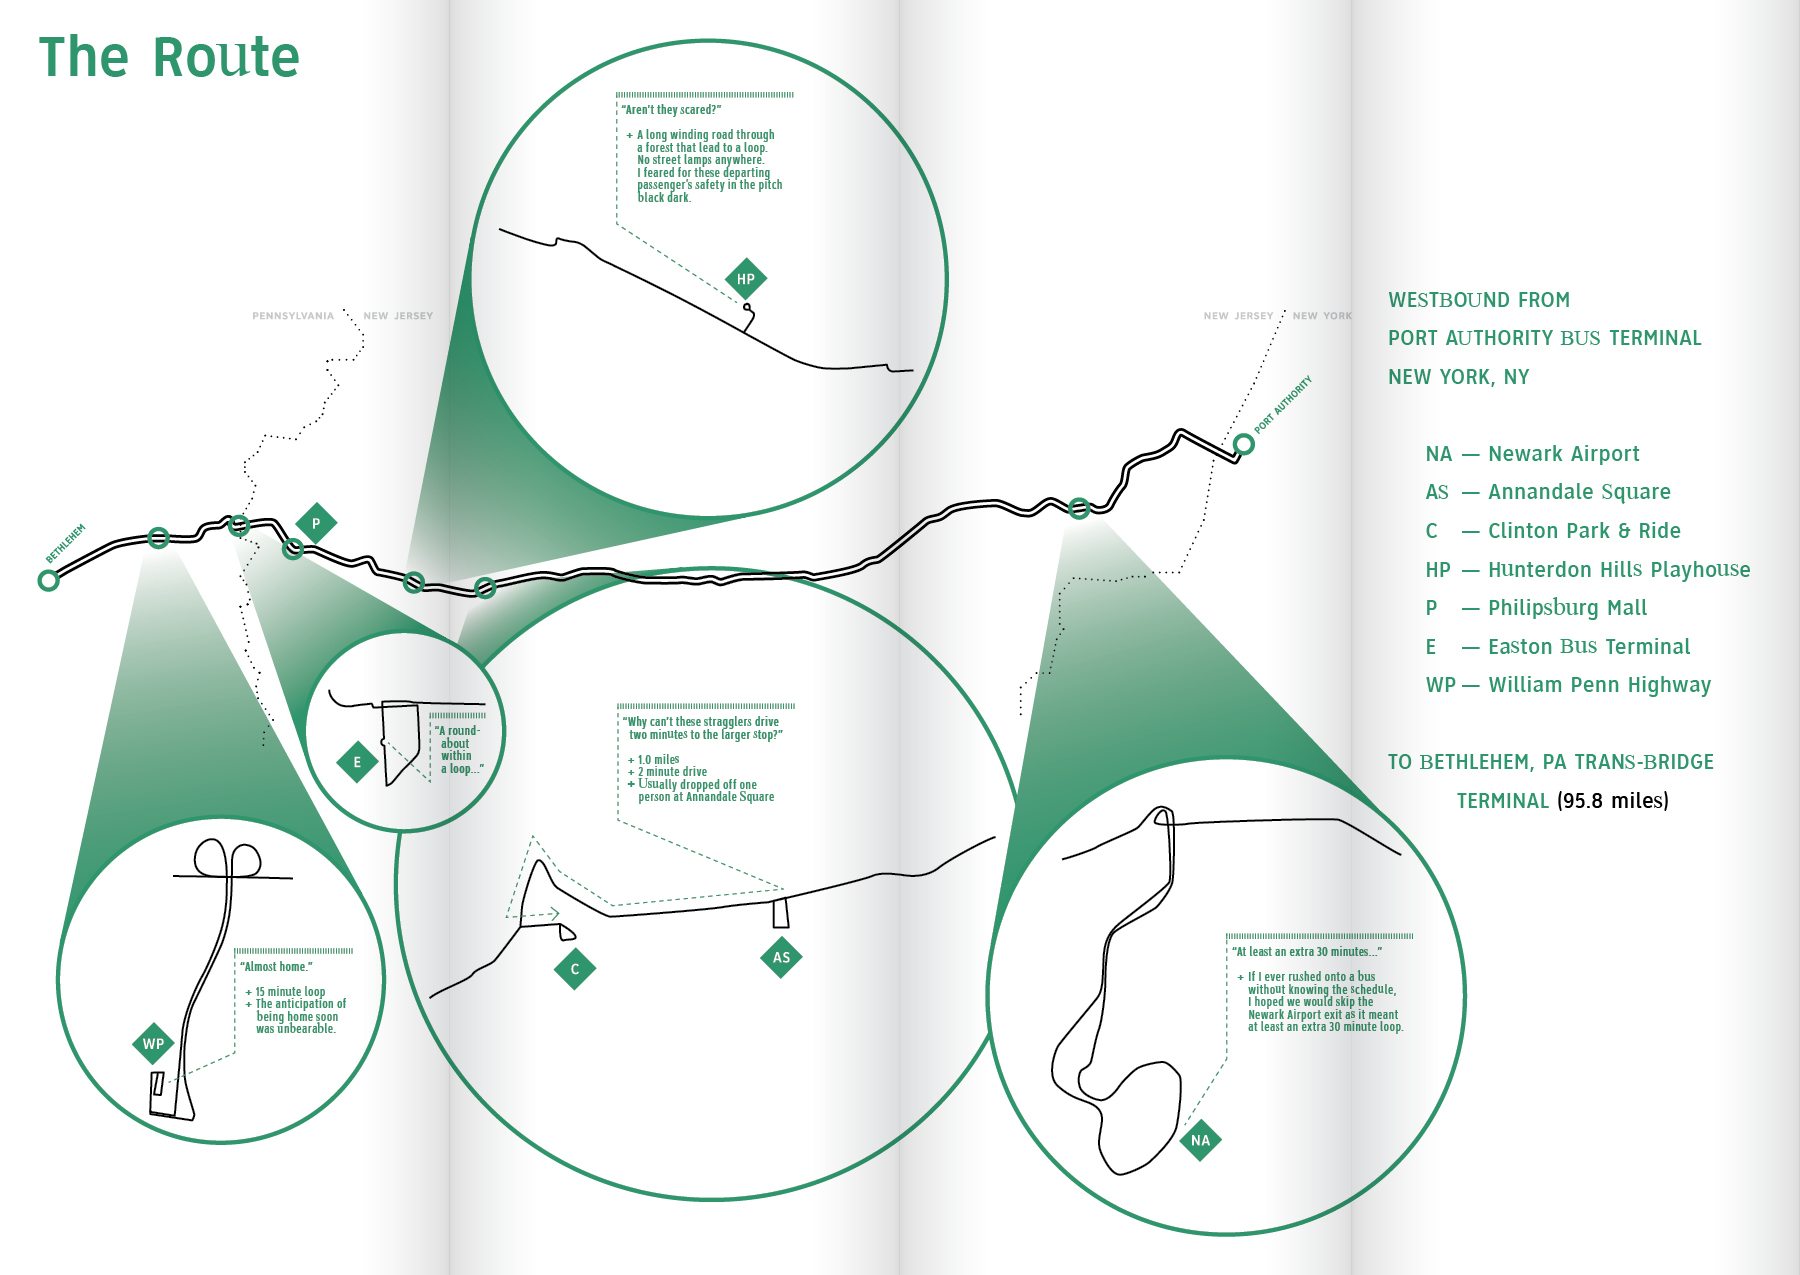 The Route
“Aren’t they scared?”
+ A long winding road through
a forest that lead to a loop.
No street lamps anywhere.
I feared for these departing
passenger’s safety in the pitch
black dark.
HP
PENNSYLVANIA
NEW JERSEY
NEW JERSEY
NEW YORK
PORT AUTHORITY
BETHLEHEM
P
“A round-
about
within
a loop...”
E
“Why can’t these stragglers drive
two minutes to the larger stop?”
+ 1.0 miles
+ 2 minute drive
+ Usually dropped off one
person at Annandale Square
C
AS
“Almost home.”
+ 15 minute loop
+ The anticipation of
being home soon
was unbearable.
WP
“At least an extra 30 minutes...”
+ If I ever rushed onto a bus
without knowing the schedule,
I hoped we would skip the
Newark Airport exit as it meant
at least an extra 30 minute loop.
NA
WESTBOUND FROM
PORT AUTHORITY BUS TERMINAL
NEW YORK, NY
NA — Newark Airport
AS — Annandale Square
C — Clinton Park & Ride
HP — Hunterdon Hills Playhouse
P — Philipsburg Mall
E — Easton Bus Terminal
WP — William Penn Highway
TO BETHLEHEM, PA TRANS-BRIDGE
TERMINAL (95.8 miles)